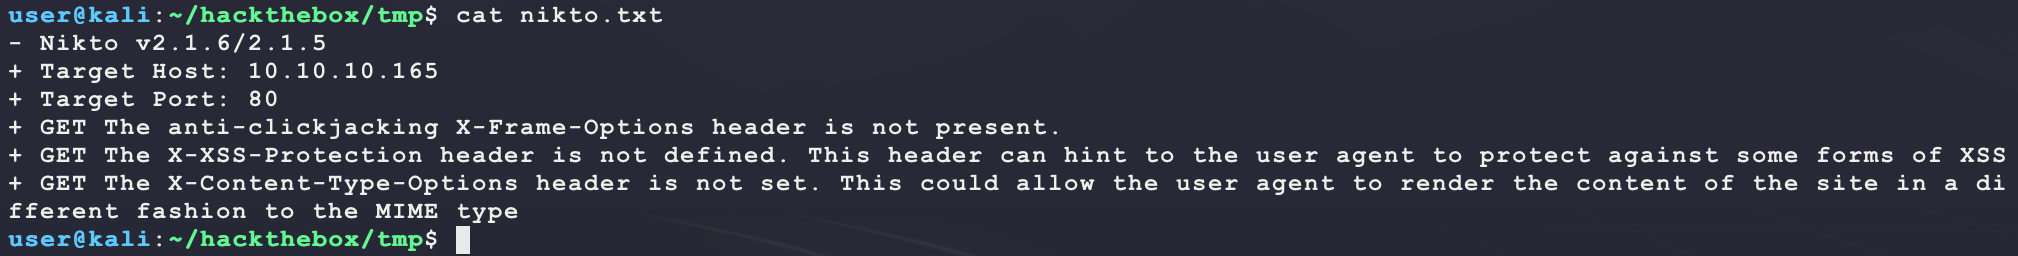 user@kali:~/hackthebox/tmp$ cat nikto.txt
- Nikto v2.1.6/2.1.5
+ Target Host: 10.10.10.165
+ Target Port: 80
+ GET The anti-clickjacking X-Frame-Options header is not present.
+ GET The X-XSS-Protection header is not defined. This header can hint to the user agent to protect against some forms of XSS
+ GET The X-Content-Type-Options header is not set. This could allow the user agent to render the content of the site in a di
fferent fashion to the MIME type
user@kali:~/hackthebox/tmp$